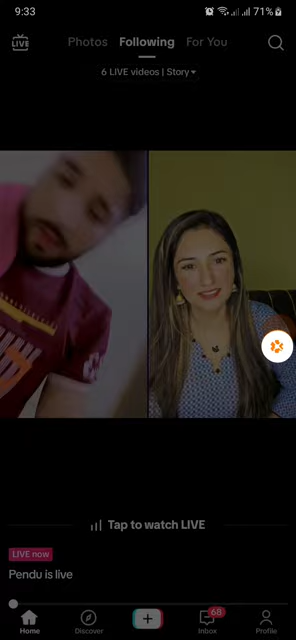 9:33
71%
LIVE
Photos
Following
For You
6 LIVE videos | Story
Tap to watch LIVE
LIVE now
Pendu is live
68
Home
Discover
Inbox
Profile